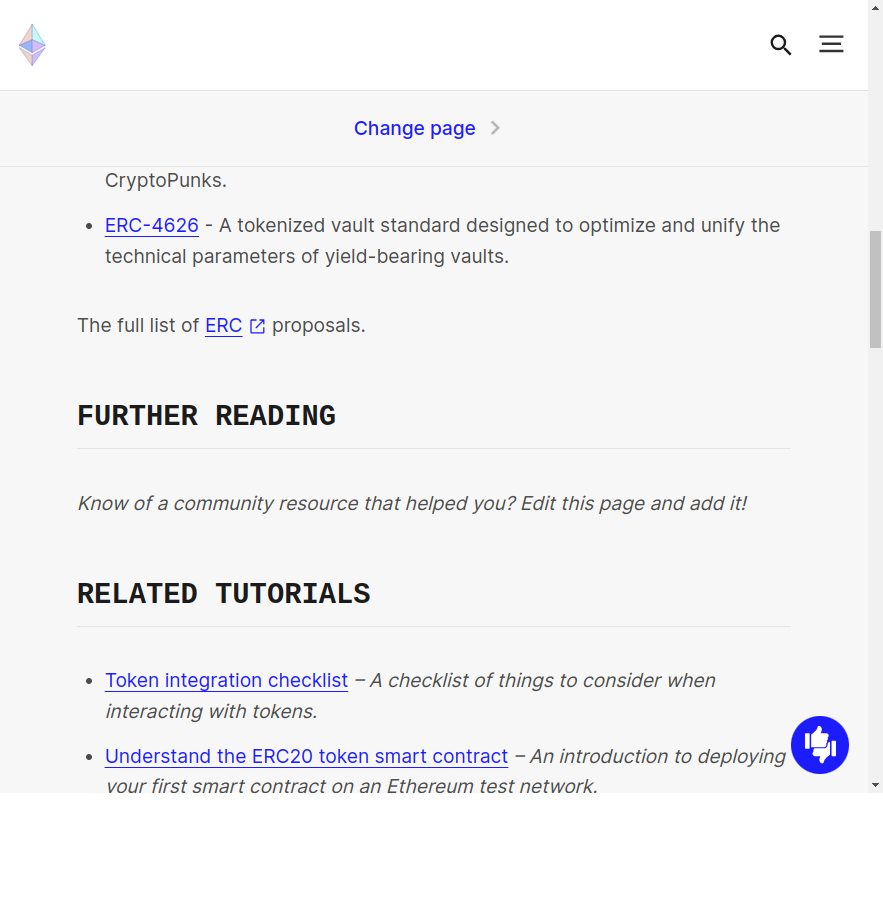 Change page
CryptoPunks.
ERC-4626 - A tokenized vault standard designed to optimize and unify the
technical parameters of yield-bearing vaults.
The full list of ERC proposals.
FURTHER READING
Know of a community resource that helped you? Edit this page and add it!
RELATED TUTORIALS
Token integration checklist – A checklist of things to consider when
interacting with tokens.
Understand the ERC20 token smart contract – An introduction to deploying
your first smart contract on an Ethereum test network.